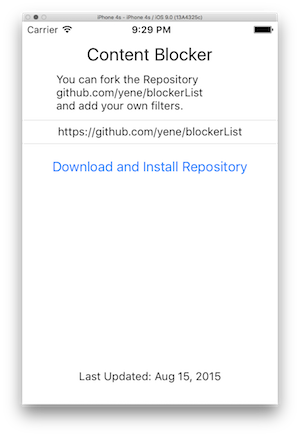 iPhone 4s - iPhone 4s / iOS 9.0 (13A4325c)
Carrier 9:29 PM
Content Blocker
You can fork the Repository
github.com/yene/blockerList
and add your own filters.
https://github.com/yene/blockerList
Download and Install Repository
Last Updated: Aug 15, 2015